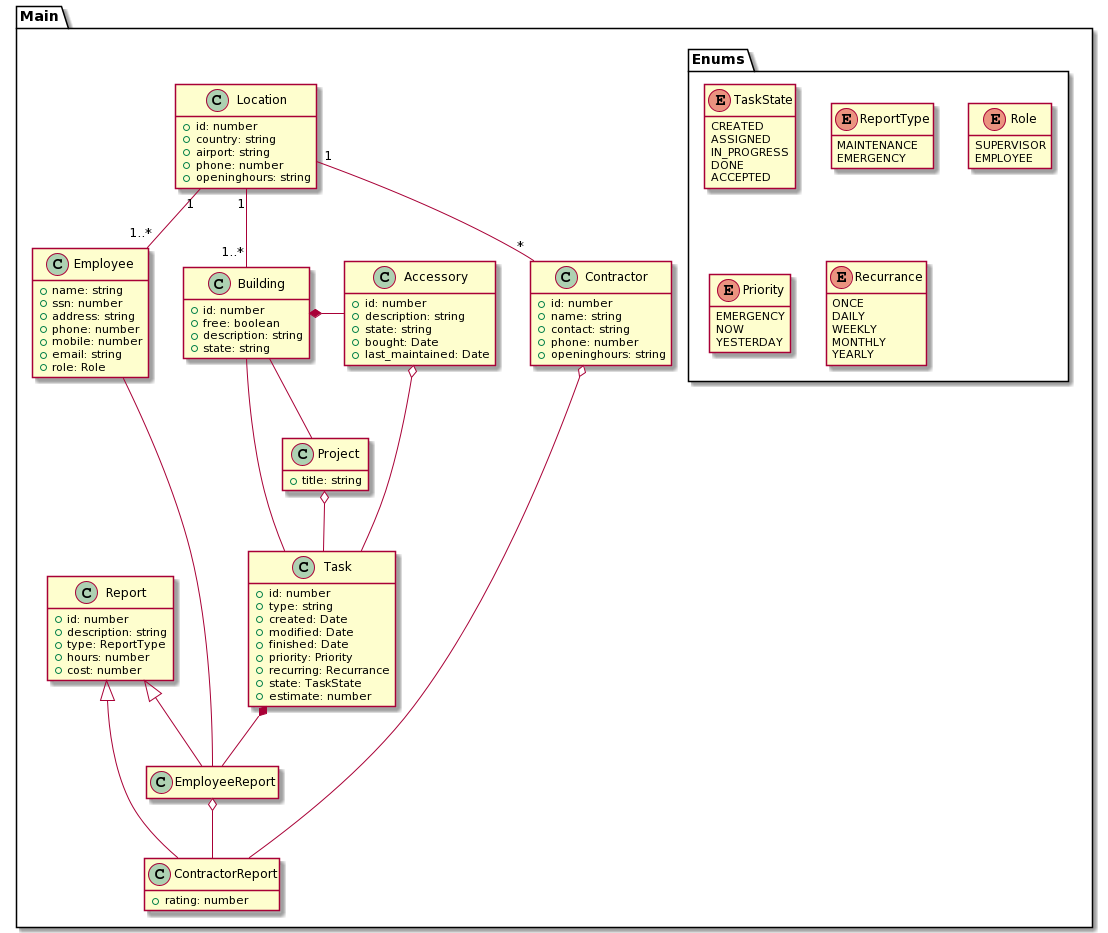 Main
Enums
E TaskState
CREATED
ASSIGNED
IN_PROGRESS
DONE
ACCEPTED
E ReportType
MAINTENANCE
EMERGENCY
E Role
SUPERVISOR
EMPLOYEE
E Priority
EMERGENCY
NOW
YESTERDAY
E Recurrance
ONCE
DAILY
WEEKLY
MONTHLY
YEARLY
C Location
id: number
country: string
airport: string
phone: number
openinghours: string
1
1
1
1..*
1..*
*
C Employee
name: string
ssn: number
address: string
phone: number
mobile: number
email: string
role: Role
C Building
id: number
free: boolean
description: string
state: string
C Accessory
id: number
description: string
state: string
bought: Date
last_maintained: Date
C Contractor
id: number
name: string
contact: string
phone: number
openinghours: string
C Project
title: string
C Task
id: number
type: string
created: Date
modified: Date
finished: Date
priority: Priority
recurring: Recurrance
state: TaskState
estimate: number
C Report
id: number
description: string
type: ReportType
hours: number
cost: number
C EmployeeReport
C ContractorReport
rating: number